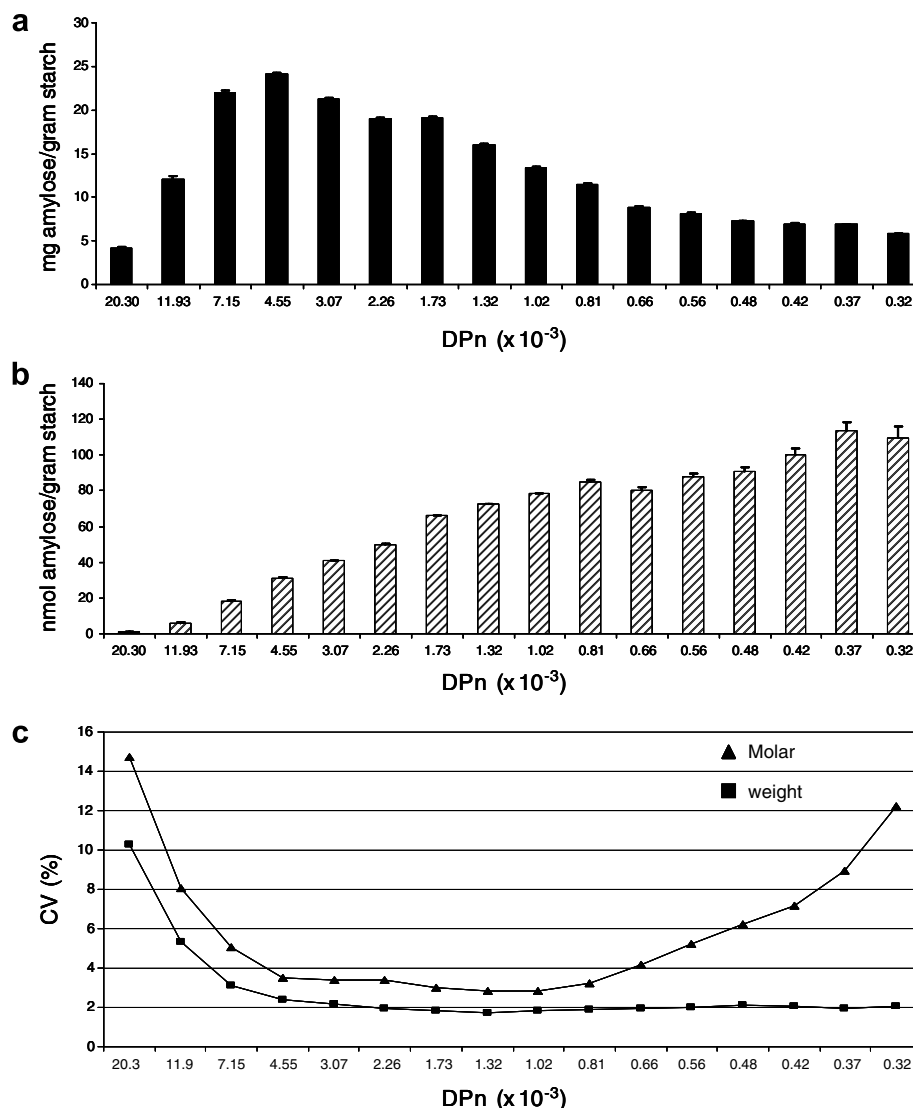 a
mg amylose/gram starch
30
25
20
15
10
5
0
20.30 11.93 7.15 4.55 3.07 2.26 1.73 1.32 1.02 0.81 0.66 0.56 0.48 0.42 0.37 0.32
DPn (x10-3)
b
nmol amylose/gram starch
140
120
100
80
60
40
20
0
20.30 11.93 7.15 4.55 3.07 2.26 1.73 1.32 1.02 0.81 0.66 0.56 0.48 0.42 0.37 0.32
DPn (x10-3)
c
CV (%)
16
14
12
10
8
6
4
2
0
Molar
weight
20.3 11.9 7.15 4.55 3.07 2.26 1.73 1.32 1.02 0.81 0.66 0.56 0.48 0.42 0.37 0.32
DPn (x10-3)